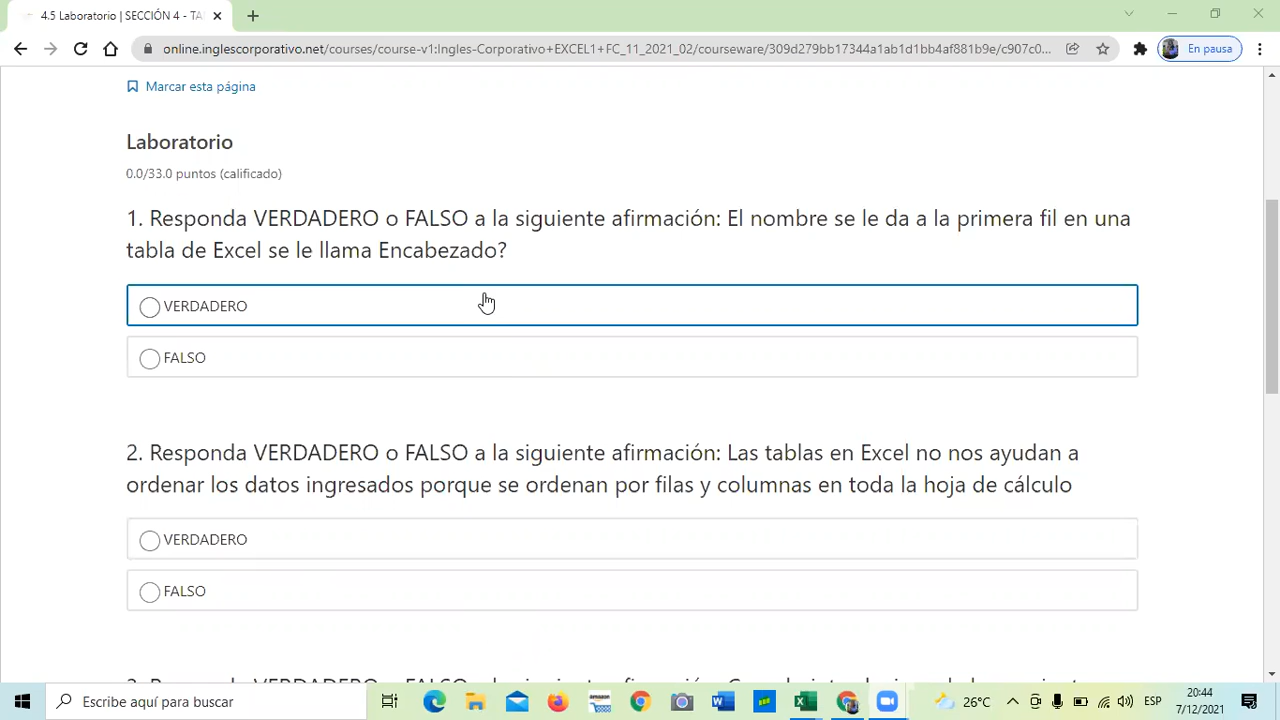 4.5 Laboratorio | SECCIÓN 4 - TA
online.inglescorporativo.net/courses/course-v1:Ingles-Corporativo+EXCEL1+FC_11_2021_02/courseware/309d279bb17344a1ab1d1bb4af881b9e/c907c0...
En pausa
Marcar esta página
Laboratorio
0.0/33.0 puntos (calificado)
1. Responda VERDADERO o FALSO a la siguiente afirmación: El nombre se le da a la primera fil en una
tabla de Excel se le llama Encabezado?
VERDADERO
FALSO
2. Responda VERDADERO o FALSO a la siguiente afirmación: Las tablas en Excel no nos ayudan a
ordenar los datos ingresados porque se ordenan por filas y columnas en toda la hoja de cálculo
VERDADERO
FALSO
Escribe aquí para buscar
26°C
ESP
20:44
7/12/2021